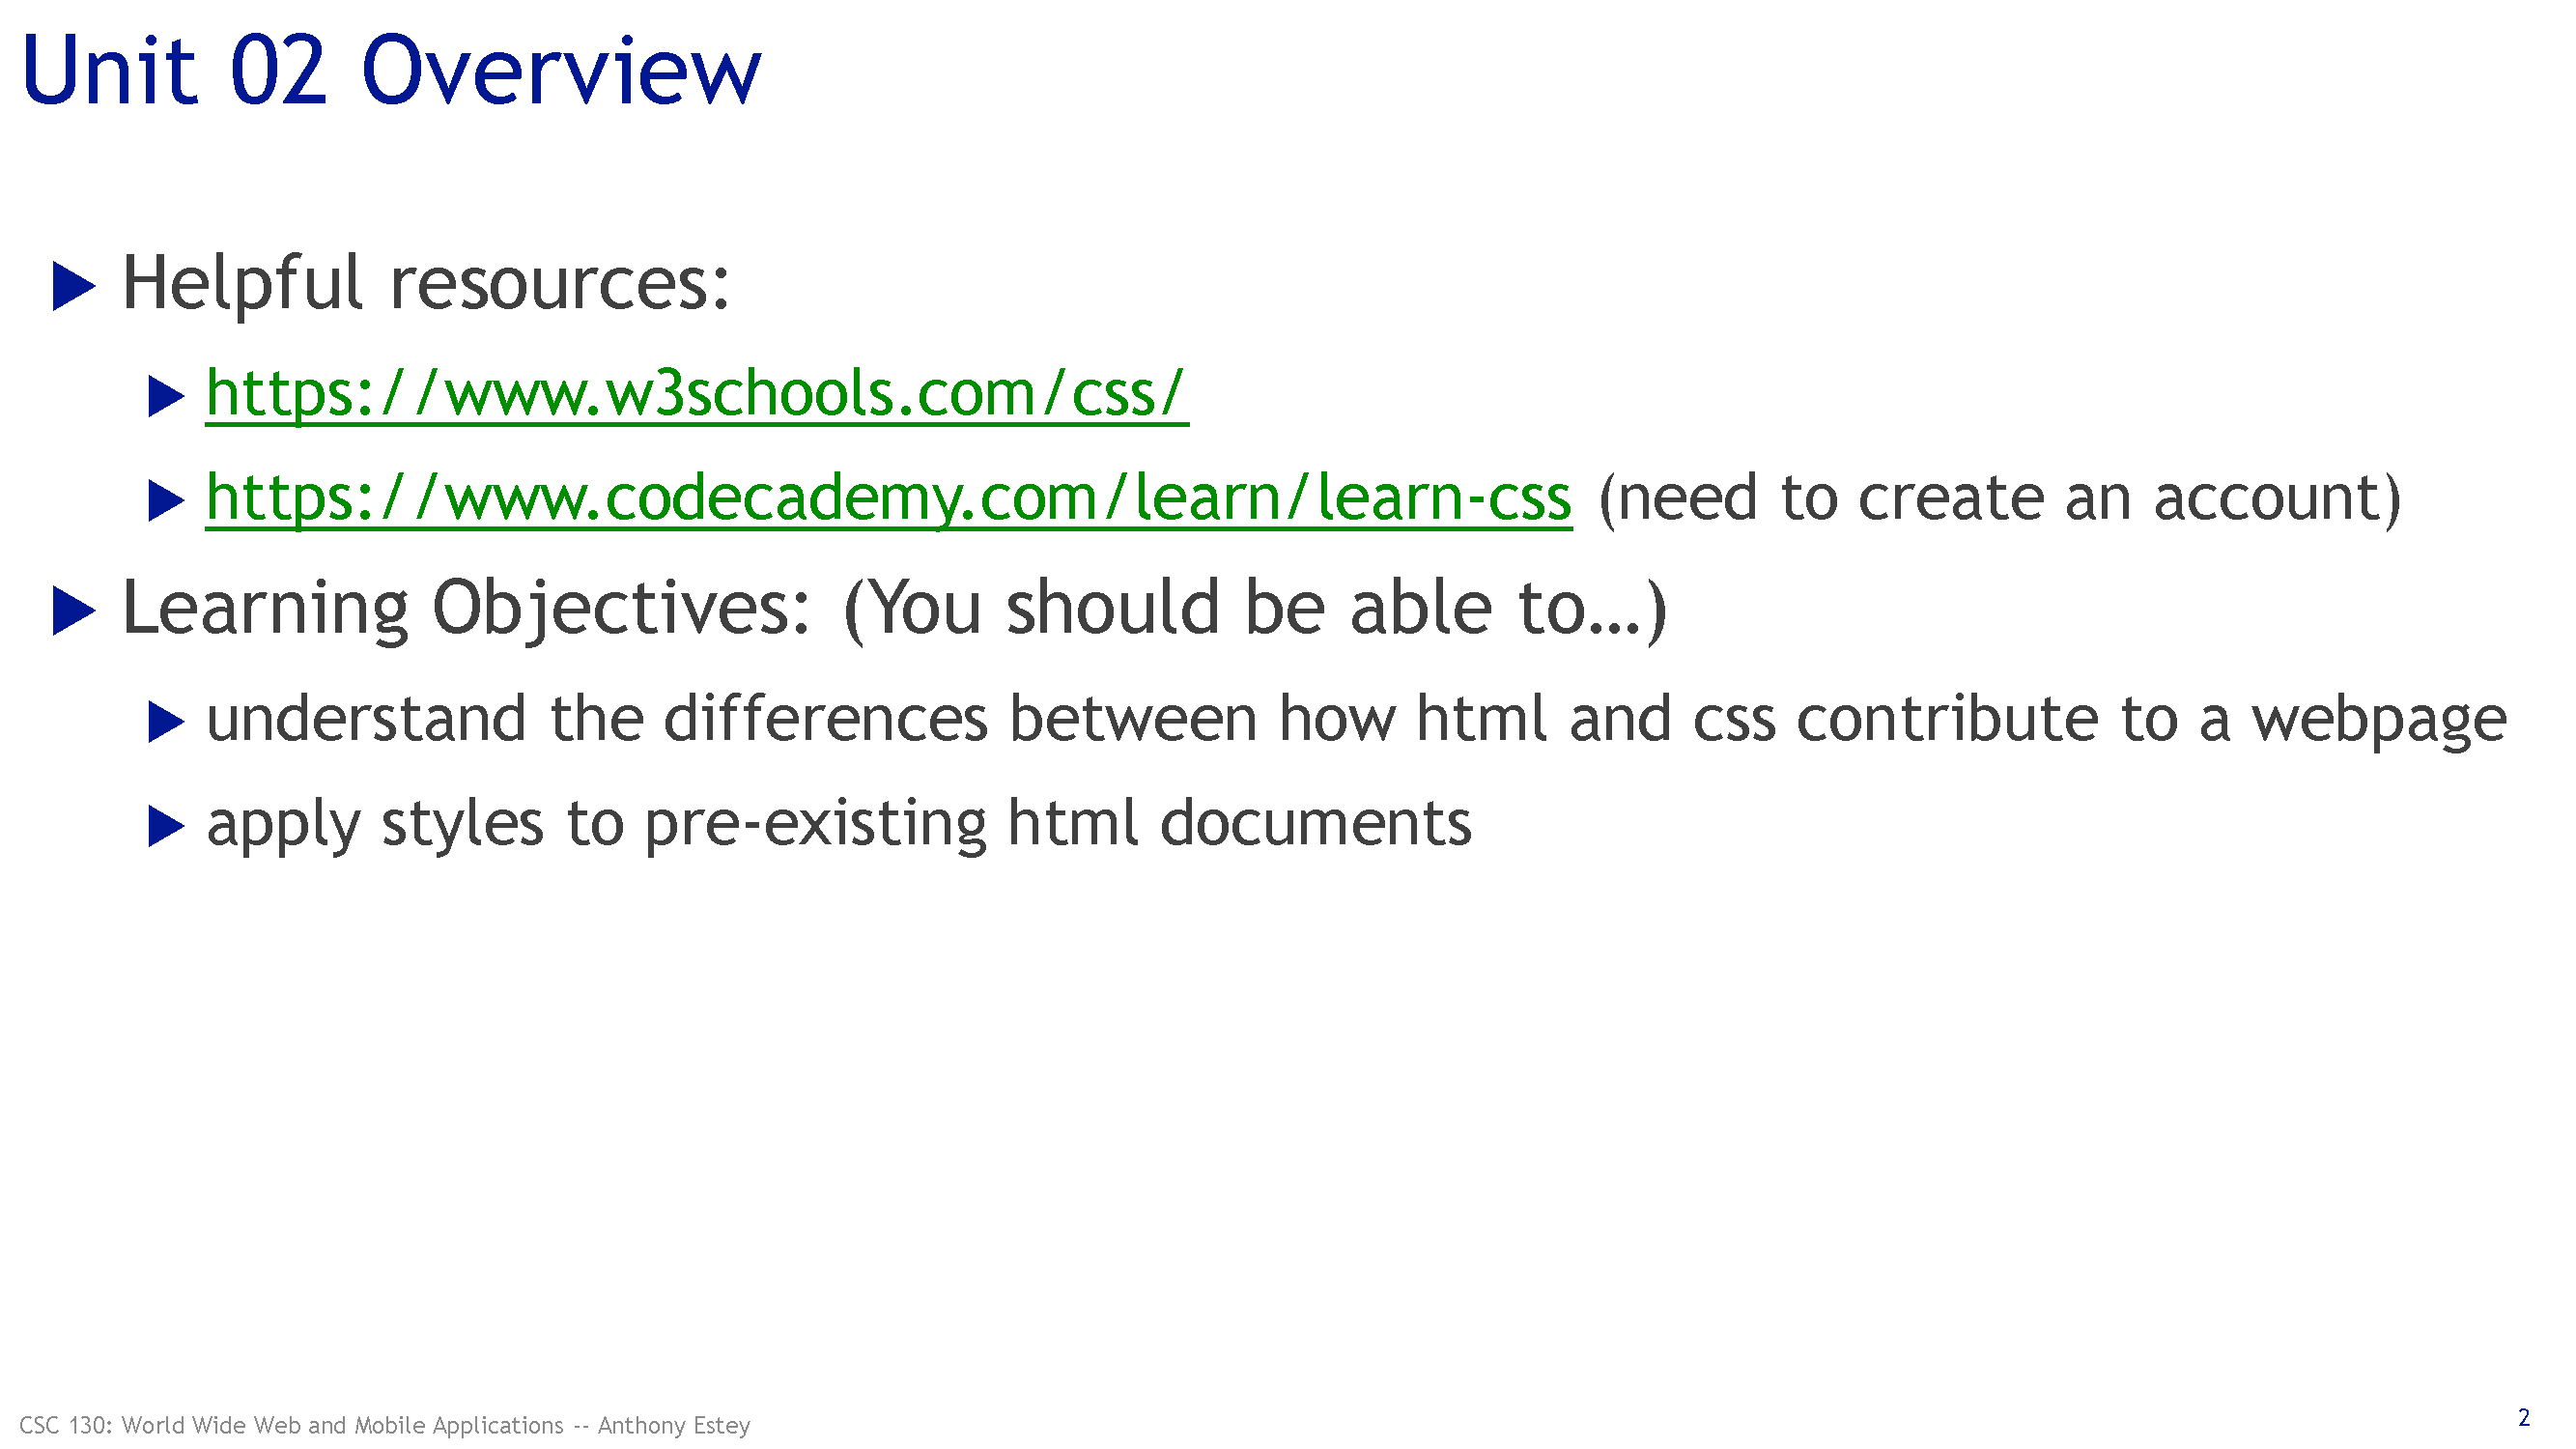 Unit 02 Overview
Helpful resources:
https://www.w3schools.com/css/
https://www.codecademy.com/learn/learn-css (need to create an account)
Learning Objectives: (You should be able to…)
understand the differences between how html and css contribute to a webpage
apply styles to pre-existing html documents
CSC 130: World Wide Web and Mobile Applications -- Anthony Estey
2